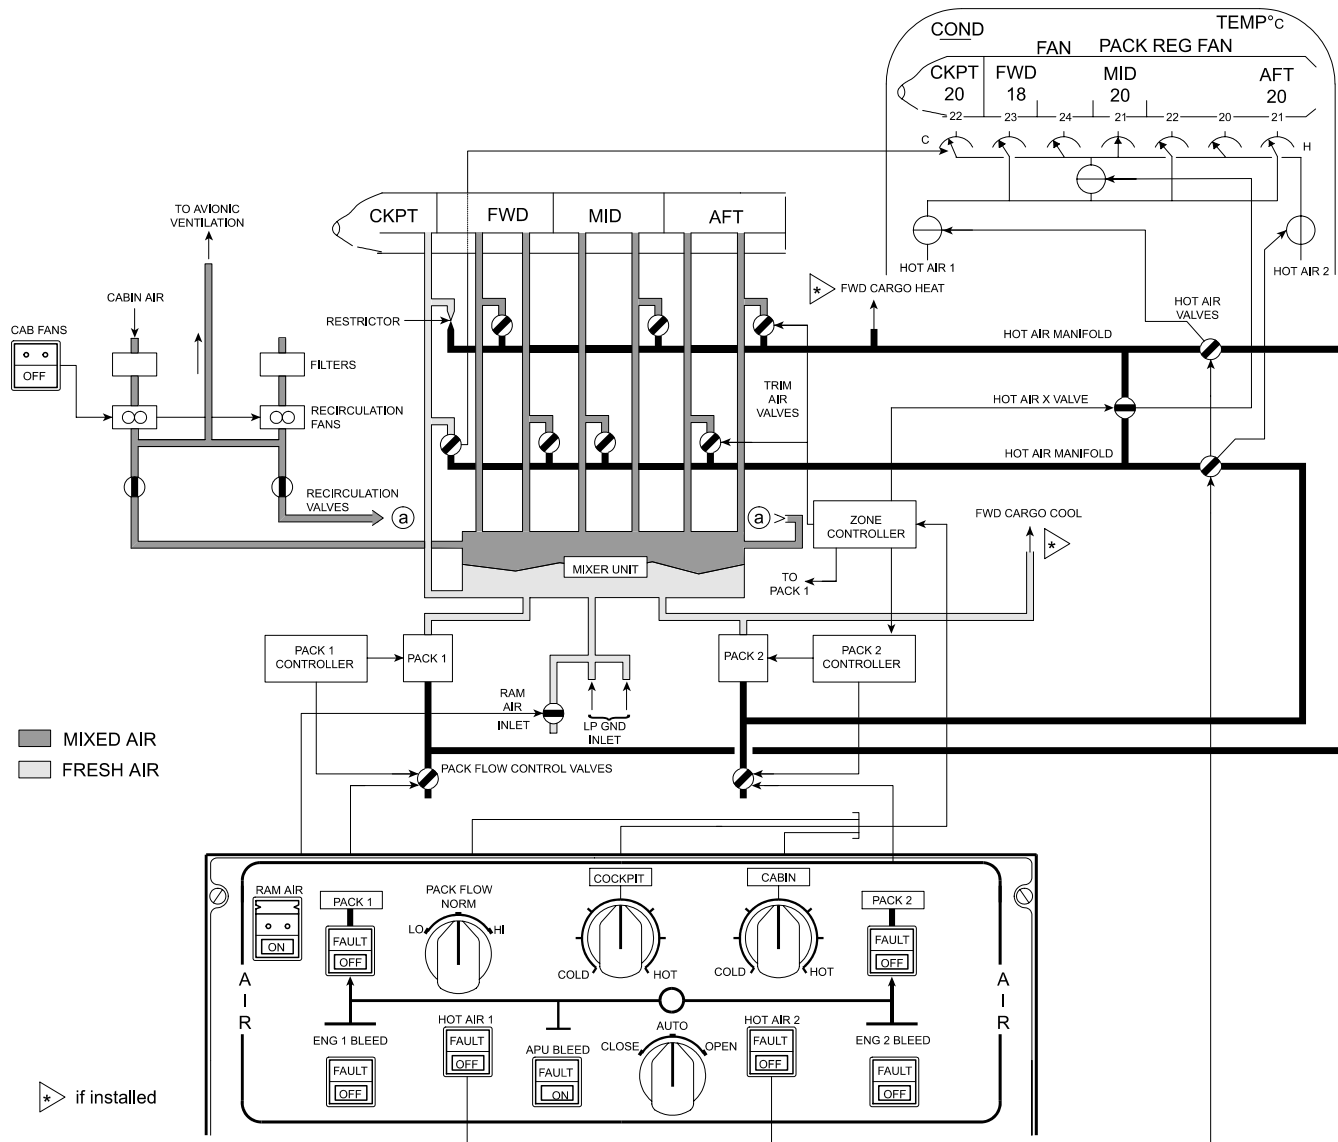 COND
TEMP°C
FAN
PACK REG FAN
CKPT
FWD
MID
AFT
20
18
20
20
22
23
24
21
22
20
21
C
H
HOT AIR 1
HOT AIR 2
TO AVIONIC
VENTILATION
CKPT
FWD
MID
AFT
CABIN AIR
CAB FANS
OFF
FILTERS
RECIRCULATION
FANS
RECIRCULATION
VALVES
a
RESTRICTOR
* FWD CARGO HEAT
HOT AIR
VALVES
HOT AIR MANIFOLD
TRIM
AIR
VALVES
HOT AIR X VALVE
HOT AIR MANIFOLD
a >
ZONE
CONTROLLER
FWD CARGO COOL
*
MIXER UNIT
TO
PACK 1
PACK 1
CONTROLLER
PACK 1
PACK 2
PACK 2
CONTROLLER
RAM
AIR
INLET
LP GND
INLET
MIXED AIR
FRESH AIR
PACK FLOW CONTROL VALVES
RAM AIR
ON
PACK 1
FAULT
OFF
PACK FLOW
NORM
LO
HI
COCKPIT
COLD
HOT
CABIN
COLD
HOT
PACK 2
FAULT
OFF
A
I
R
A
I
R
ENG 1 BLEED
FAULT
OFF
HOT AIR 1
FAULT
OFF
APU BLEED
FAULT
ON
AUTO
CLOSE
OPEN
HOT AIR 2
FAULT
OFF
ENG 2 BLEED
FAULT
OFF
* if installed